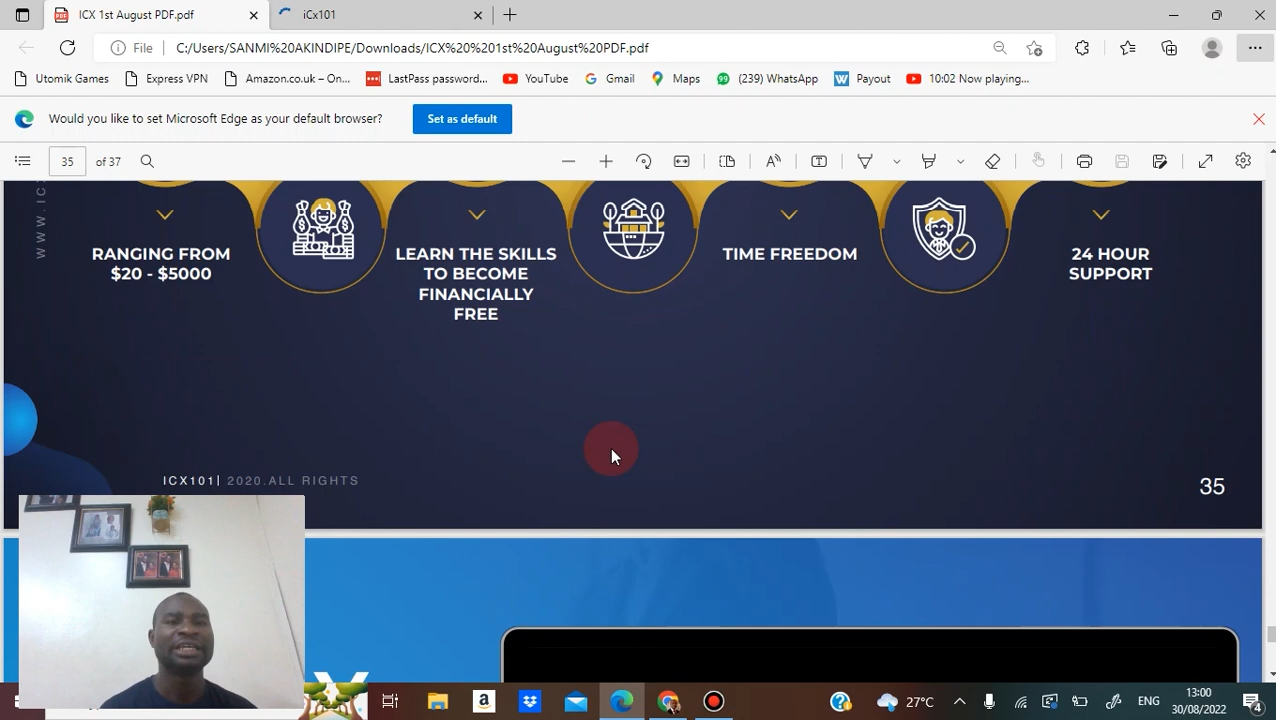 ICX 1st August PDF.pdf
iCx101
File
C:/Users/SANMI%20AKINDIPE/Downloads/ICX%20%201st%20August%20PDF.pdf
Utomik Games
Express VPN
Amazon.co.uk – On...
LastPass password...
YouTube
Gmail
Maps
(239) WhatsApp
Payout
10:02 Now playing...
Would you like to set Microsoft Edge as your default browser?
Set as default
35 of 37
WWW.IC
RANGING FROM
$20 - $5000
LEARN THE SKILLS
TO BECOME
FINANCIALLY
FREE
TIME FREEDOM
24 HOUR
SUPPORT
ICX101| 2020.ALL RIGHTS
35
27°C
ENG
13:00
30/08/2022
4